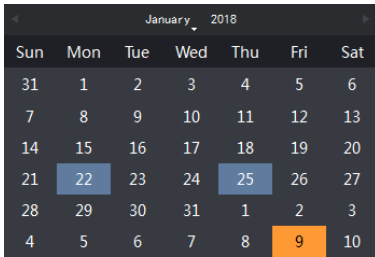 January 2018
Sun Mon Tue Wed Thu Fri Sat
31 1 2 3 4 5 6
7 8 9 10 11 12 13
14 15 16 17 18 19 20
21 22 23 24 25 26 27
28 29 30 31 1 2 3
4 5 6 7 8 9 10